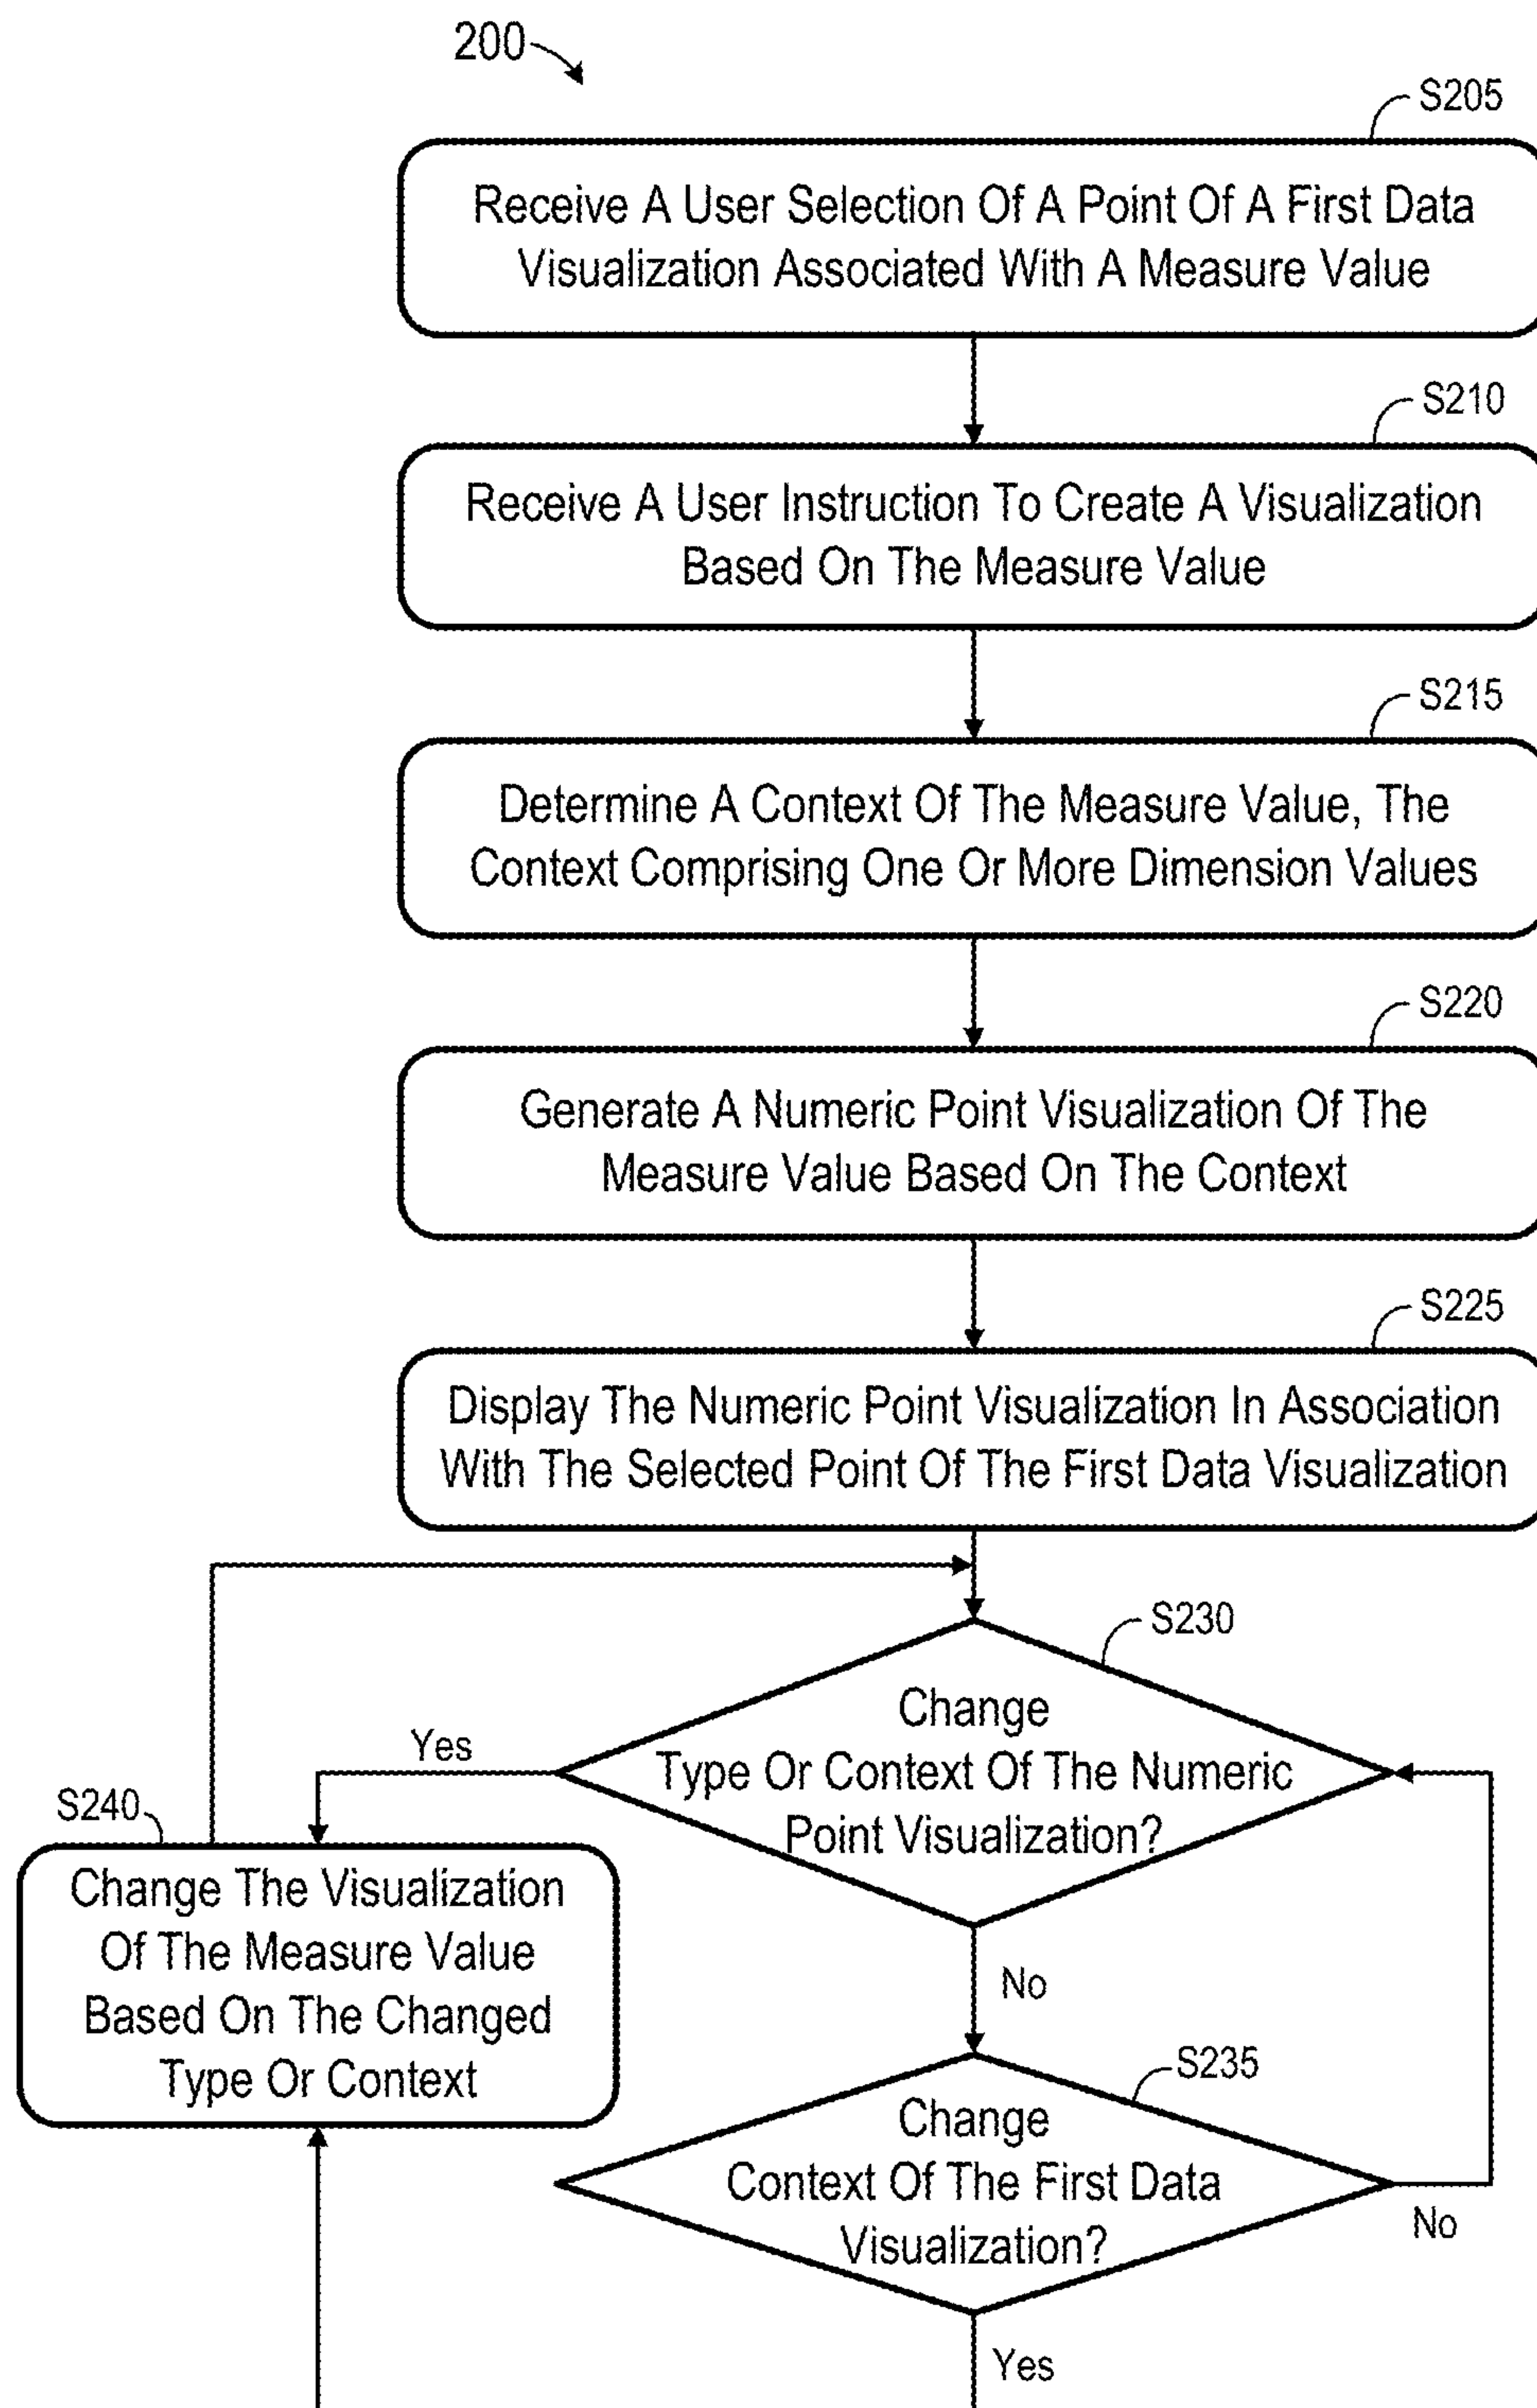 200
S205
Receive A User Selection Of A Point Of A First Data
Visualization Associated With A Measure Value
S210
Receive A User Instruction To Create A Visualization
Based On The Measure Value
S215
Determine A Context Of The Measure Value, The
Context Comprising One Or More Dimension Values
S220
Generate A Numeric Point Visualization Of The
Measure Value Based On The Context
S225
Display The Numeric Point Visualization In Association
With The Selected Point Of The First Data Visualization
S230
Change
Type Or Context Of The Numeric
Point Visualization?
Yes
S240
Change The Visualization
Of The Measure Value
Based On The Changed
Type Or Context
No
S235
Change
Context Of The First Data
Visualization?
No
Yes